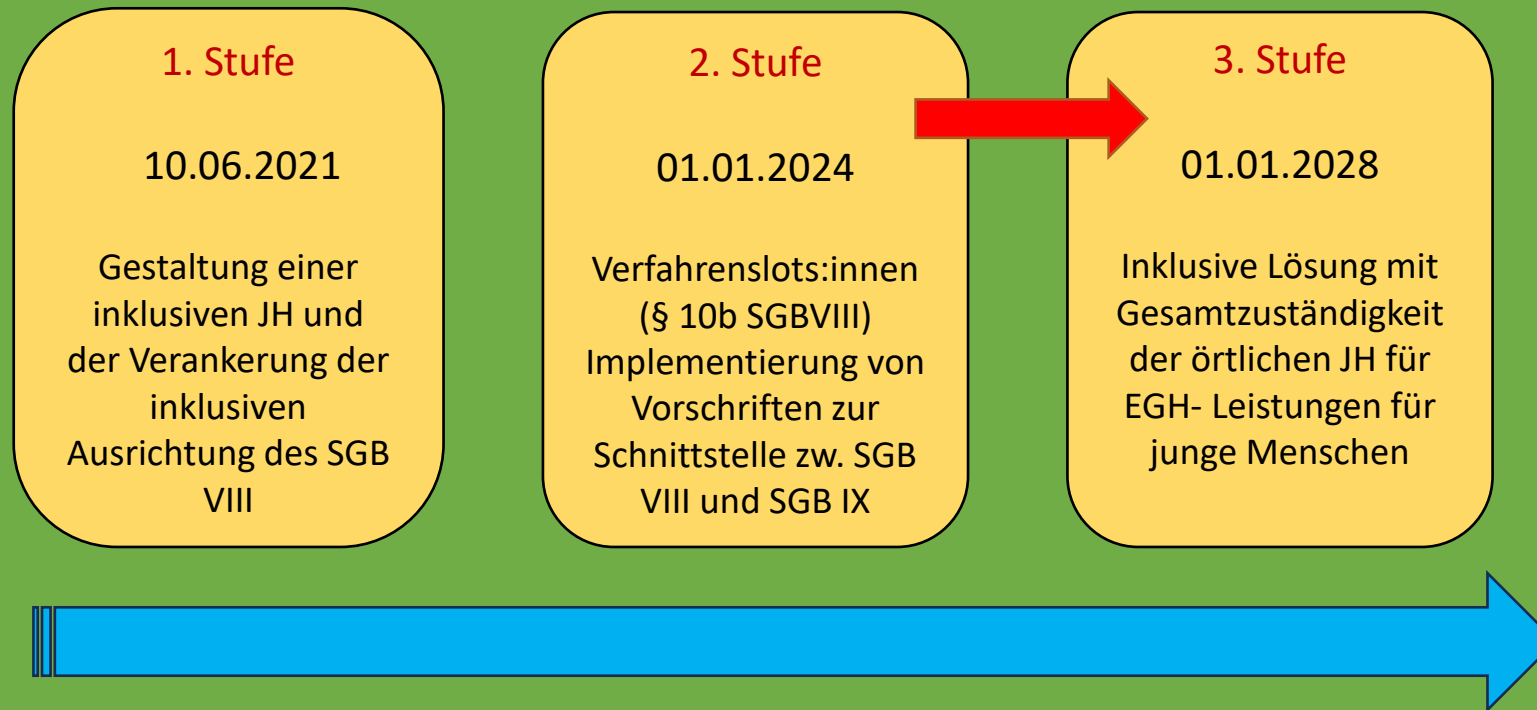 1. Stufe
10.06.2021
Gestaltung einer
inklusiven JH und
der Verankerung der
inklusiven
Ausrichtung des SGB
VIII
2. Stufe
01.01.2024
Verfahrenslots:innen
(§ 10b SGBVIII)
Implementierung von
Vorschriften zur
Schnittstelle zw. SGB
VIII und SGB IX
3. Stufe
01.01.2028
Inklusive Lösung mit
Gesamtzuständigkeit
der örtlichen JH für
EGH- Leistungen für
junge Menschen